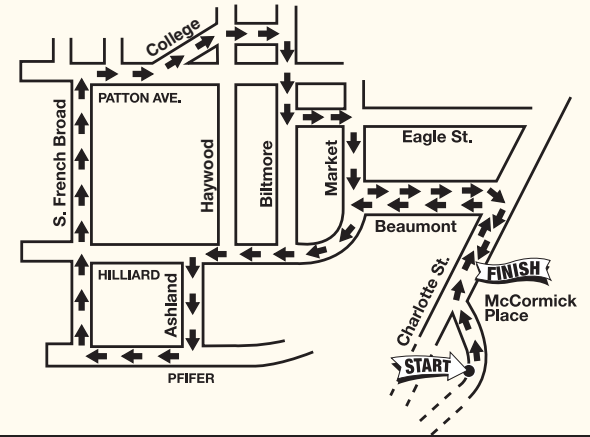 College
PATTON AVE.
S. French Broad
Haywood
Biltmore
Market
Eagle St.
Beaumont
HILLIARD
Ashland
Charlotte St.
FINISH
McCormick
Place
START
PFIFER